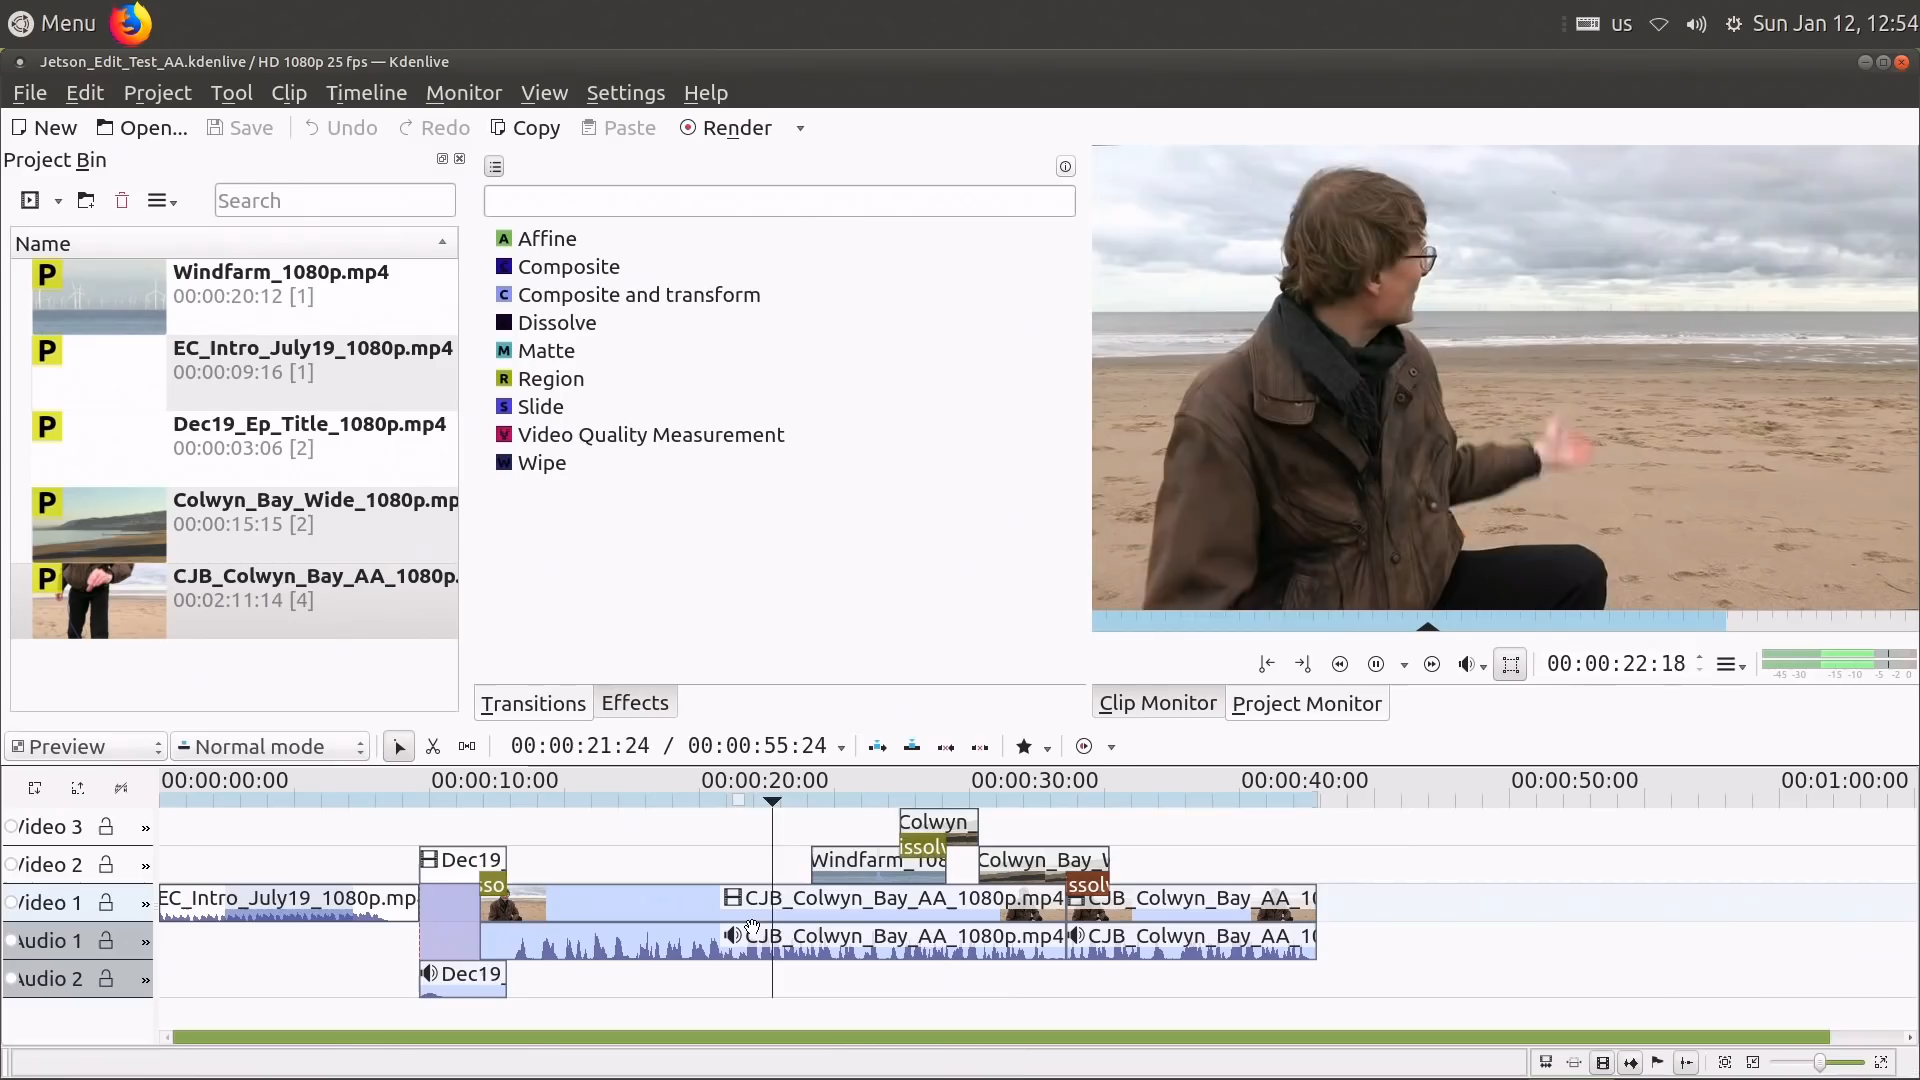 Menu
us
Sun Jan 12, 12:54
Jetson_Edit_Test_AA.kdenlive / HD 1080p 25 fps — Kdenlive
File Edit Project Tool Clip Timeline Monitor View Settings Help
New Open... Save Undo Redo Copy Paste Render
Project Bin
Search
Name
P
Windfarm_1080p.mp4
00:00:20:12 [1]
P
EC_Intro_July19_1080p.mp4
00:00:09:16 [1]
P
Dec19_Ep_Title_1080p.mp4
00:00:03:06 [2]
P
Colwyn_Bay_Wide_1080p.mp
00:00:15:15 [2]
P
CJB_Colwyn_Bay_AA_1080p.
00:02:11:14 [4]
A Affine
C Composite
C Composite and transform
Dissolve
M Matte
R Region
S Slide
V Video Quality Measurement
W Wipe
Transitions Effects
00:00:22:18
-45 -30 -15 -10 -5 -2 0
Clip Monitor Project Monitor
Preview Normal mode 00:00:21:24 / 00:00:55:24
00:00:00:00 00:00:10:00 00:00:20:00 00:00:30:00 00:00:40:00 00:00:50:00 00:01:00:00
Video 3 »
Colwyn_
issolv
Video 2 »
Dec19_
Windfarm_108
Colwyn_Bay_W
sso
ssolv
Video 1 »
EC_Intro_July19_1080p.mp
CJB_Colwyn_Bay_AA_1080p.mp4
CJB_Colwyn_Bay_AA_10
Audio 1 »
CJB_Colwyn_Bay_AA_1080p.mp4
CJB_Colwyn_Bay_AA_10
Audio 2 »
Dec19_